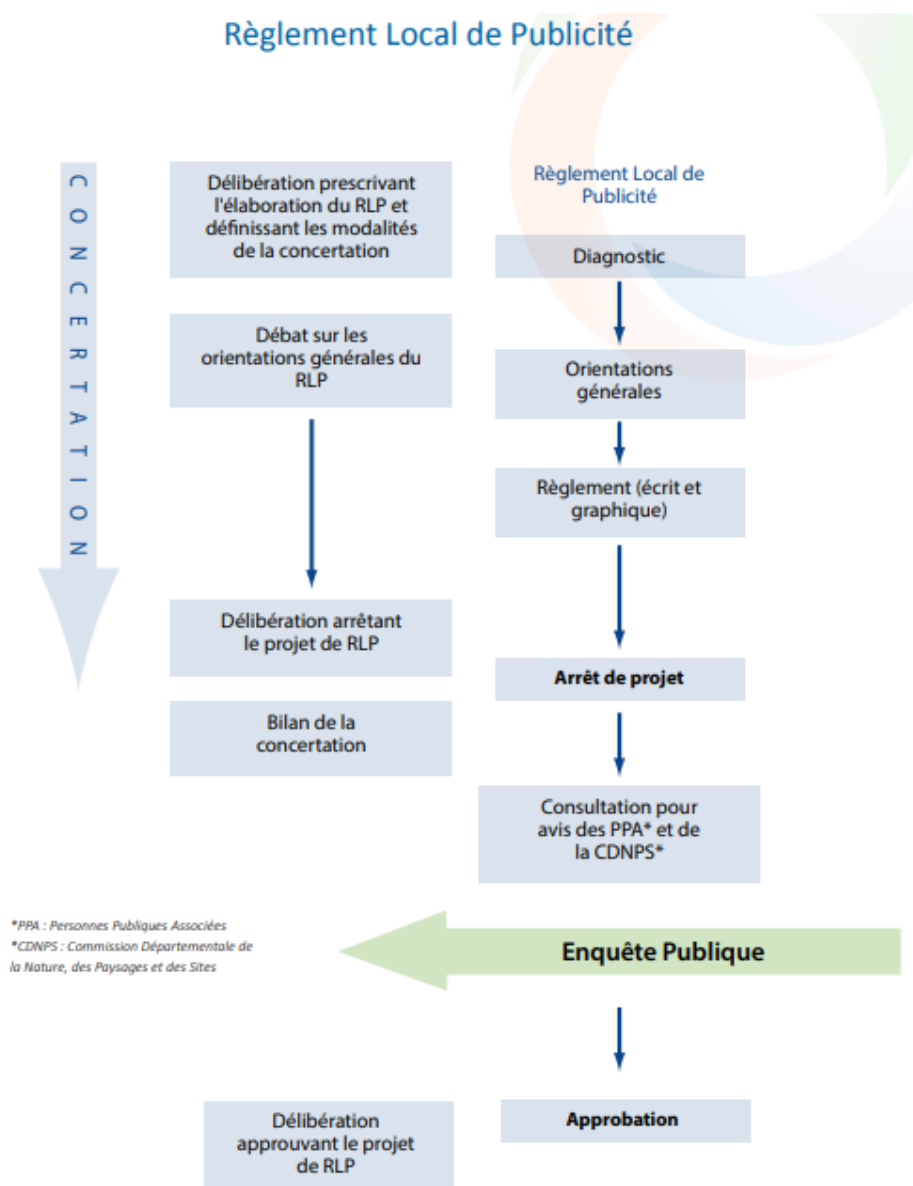 Règlement Local de Publicité
CONCERTATION
Délibération prescrivant
l'élaboration du RLP et
définissant les modalités
de la concertation
Débat sur les
orientations générales du
RLP
Délibération arrêtant
le projet de RLP
Bilan de la
concertation
Règlement Local de
Publicité
Diagnostic
Orientations
générales
Règlement (écrit et
graphique)
Arrêt de projet
Consultation pour
avis des PPA* et de
la CDNPS*
*PPA : Personnes Publiques Associées
*CDNPS : Commission Départementale de
la Nature, des Paysages et des Sites
Enquête Publique
Délibération
approuvant le projet
de RLP
Approbation